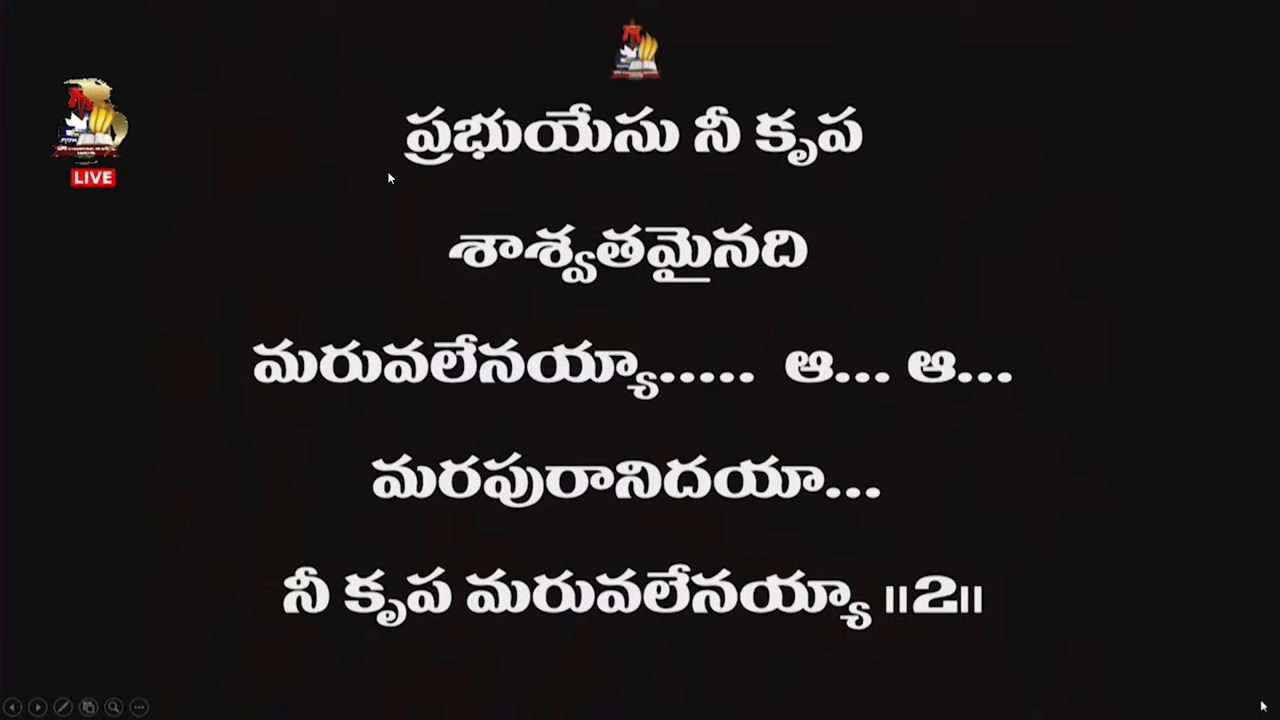 ప్రభుయేసు నీ కృప
LIVE
శాశ్వతమైనది
మరువలేనయ్యా..... ఆ... ఆ...
మరపురానిదయా...
నీ కృప మరువలేనయ్యా ॥2॥